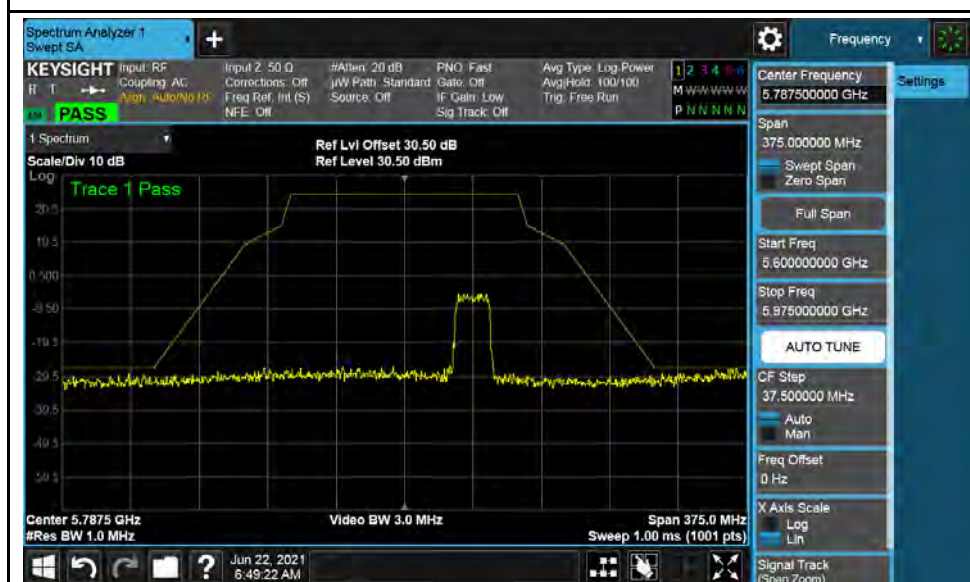 Spectrum Analyzer 1
Swept SA
+
Frequency
KEYSIGHT
R T
PASS
Input: RF
Coupling: AC
Align: Auto/No RF
Input Z: 50 Ω
Corrections: Off
Freq Ref: Int (S)
NFE: Off
#Atten: 20 dB
µW Path: Standard
Source: Off
PNO: Fast
Gate: Off
IF Gain: Low
Sig Track: Off
Avg Type: Log-Power
Avg|Hold: 100/100
Trig: Free Run
1 2 3 4 5 6
M W W W W W
P N N N N N
1 Spectrum
Scale/Div 10 dB
Ref Lvl Offset 30.50 dB
Ref Level 30.50 dBm
Log
Trace 1 Pass
20.5
10.5
0.500
-9.50
-19.5
-29.5
-39.5
-49.5
-59.5
Center 5.7875 GHz
#Res BW 1.0 MHz
Video BW 3.0 MHz
Span 375.0 MHz
Sweep 1.00 ms (1001 pts)
?
Jun 22, 2021
6:49:22 AM
Center Frequency
5.787500000 GHz
Settings
Span
375.000000 MHz
Swept Span
Zero Span
Full Span
Start Freq
5.600000000 GHz
Stop Freq
5.975000000 GHz
AUTO TUNE
CF Step
37.500000 MHz
Auto
Man
Freq Offset
0 Hz
X Axis Scale
Log
Lin
Signal Track
(Span Zoom)